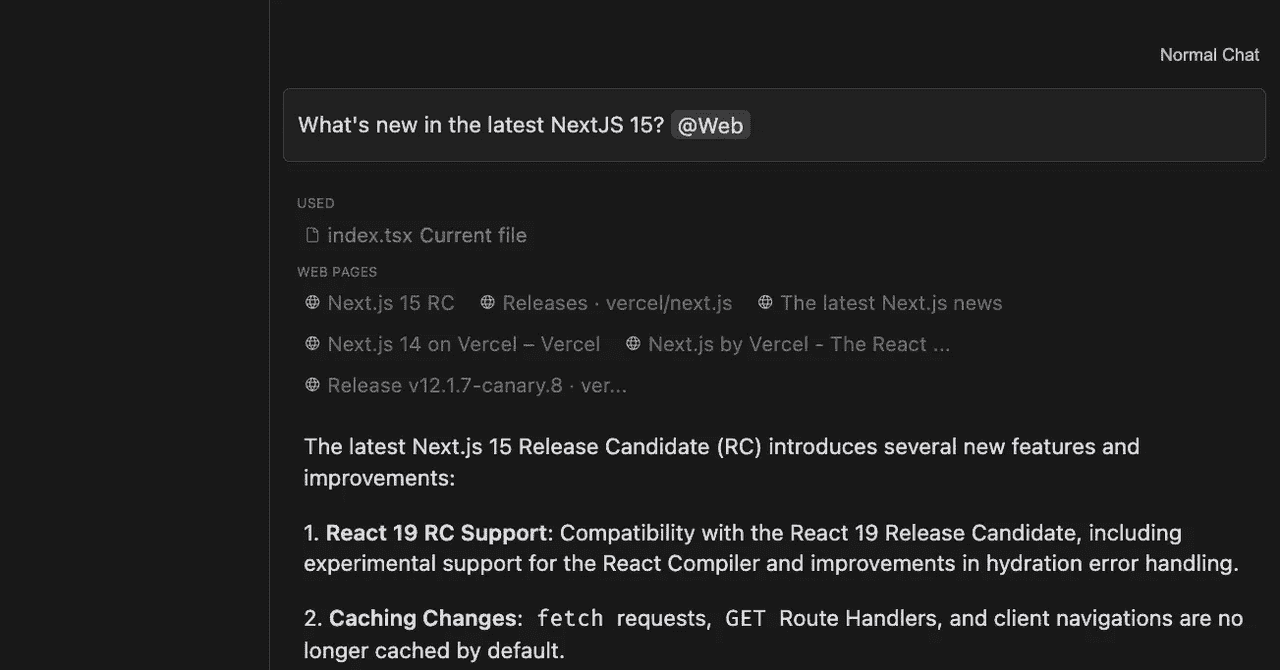 Normal Chat
What's new in the latest NextJS 15? @Web
USED
index.tsx Current file
WEB PAGES
Next.js 15 RC Releases · vercel/next.js The latest Next.js news
Next.js 14 on Vercel – Vercel Next.js by Vercel - The React ...
Release v12.1.7-canary.8 · ver...
The latest Next.js 15 Release Candidate (RC) introduces several new features and
improvements:
1. React 19 RC Support: Compatibility with the React 19 Release Candidate, including
experimental support for the React Compiler and improvements in hydration error handling.
2. Caching Changes: fetch requests, GET Route Handlers, and client navigations are no
longer cached by default.